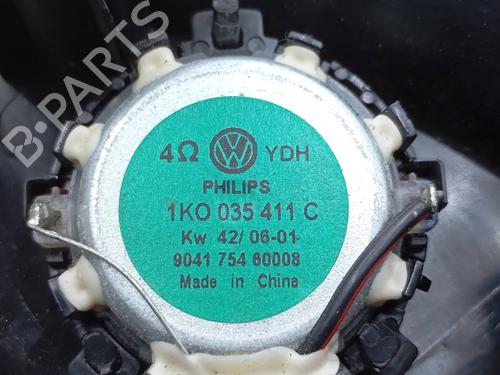 B-PARTS
4Ω VW YDH
PHILIPS
1KO 035 411 C
Kw 42/ 06-01
9041 754 60008
Made in China